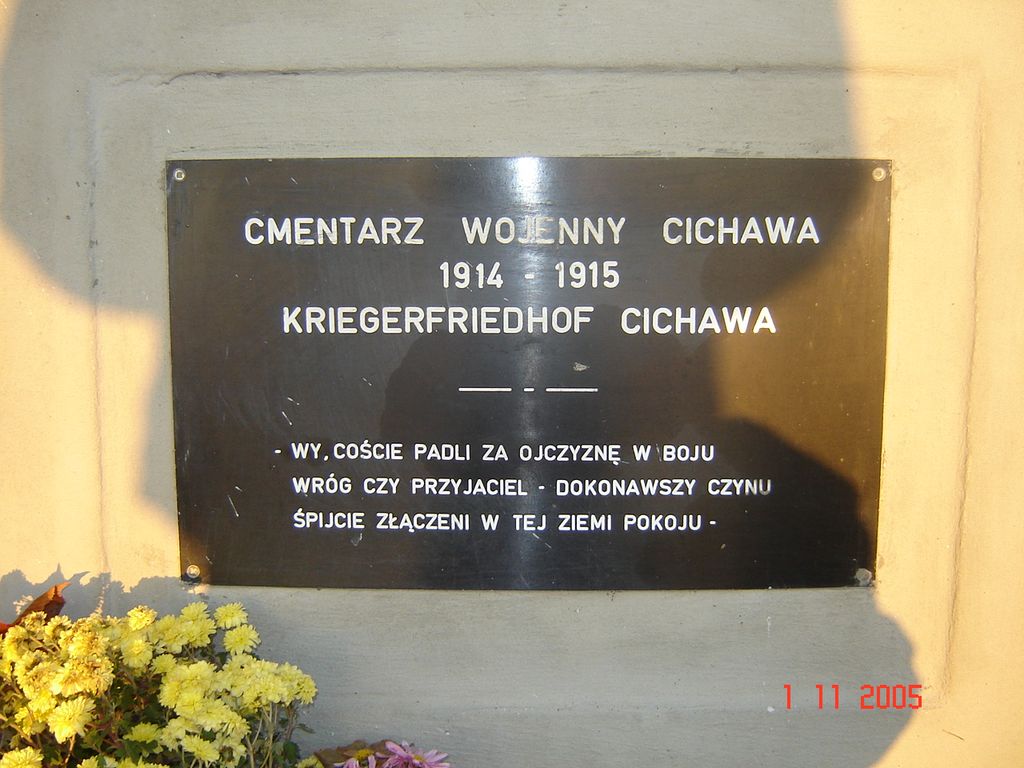 CMENTARZ WOJENNY CICHAWA
1914 - 1915
KRIEGERFRIEDHOF CICHAWA
- WY, COŚCIE PADLI ZA OJCZYZNĘ W BOJU
WRÓG CZY PRZYJACIEL - DOKONAWSZY CZYNU
ŚPIJCIE ZŁĄCZENI W TEJ ZIEMI POKOJU -
1 11 2005